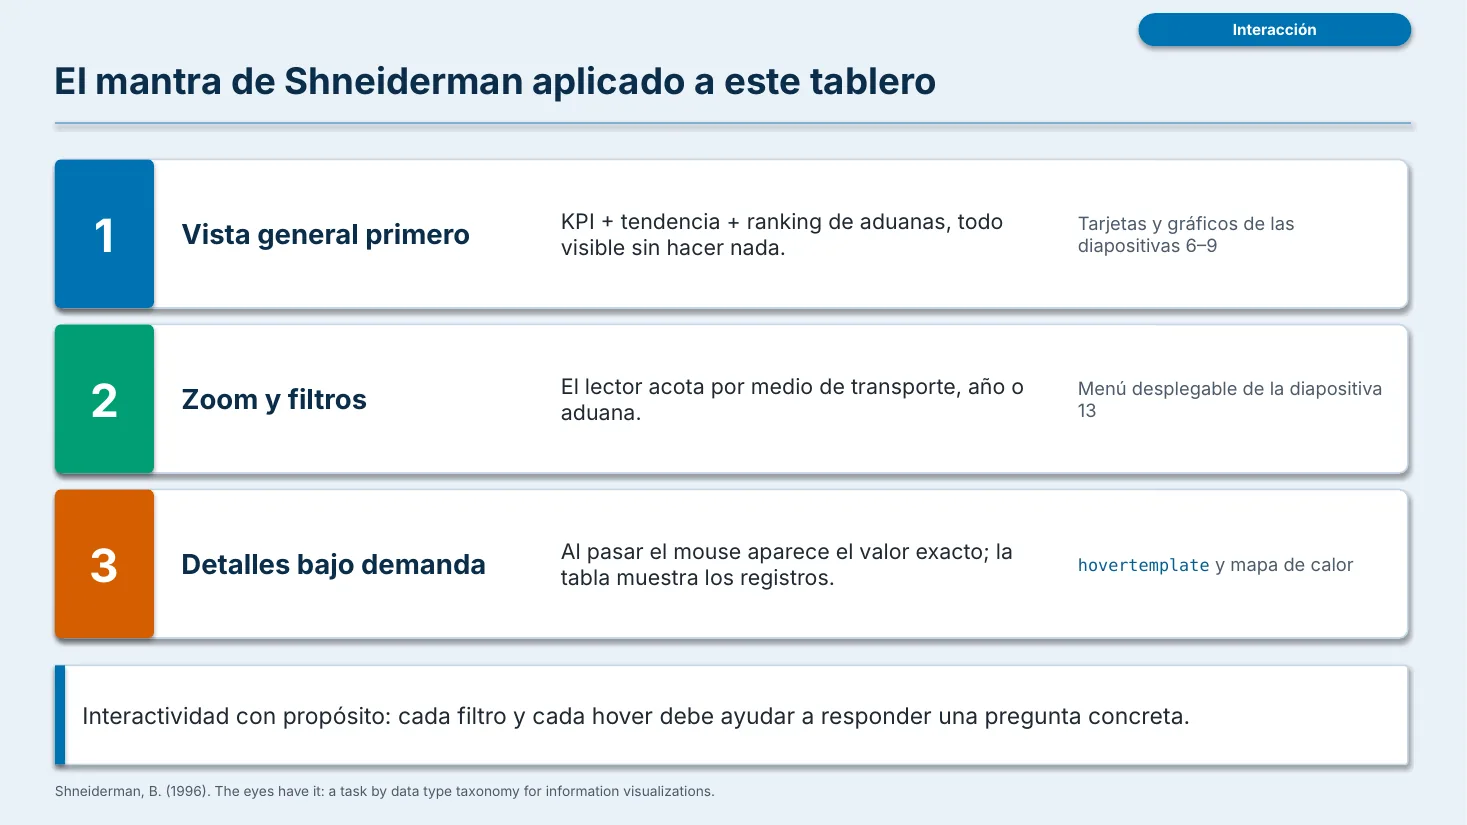 Interacción
El mantra de Shneiderman aplicado a este tablero
1
Vista general primero
KPI + tendencia + ranking de aduanas, todo
visible sin hacer nada.
Tarjetas y gráficos de las
diapositivas 6–9
2
Zoom y filtros
El lector acota por medio de transporte, año o
aduana.
Menú desplegable de la diapositiva
13
3
Detalles bajo demanda
Al pasar el mouse aparece el valor exacto; la
tabla muestra los registros.
hovertemplate y mapa de calor
Interactividad con propósito: cada filtro y cada hover debe ayudar a responder una pregunta concreta.
Shneiderman, B. (1996). The eyes have it: a task by data type taxonomy for information visualizations.